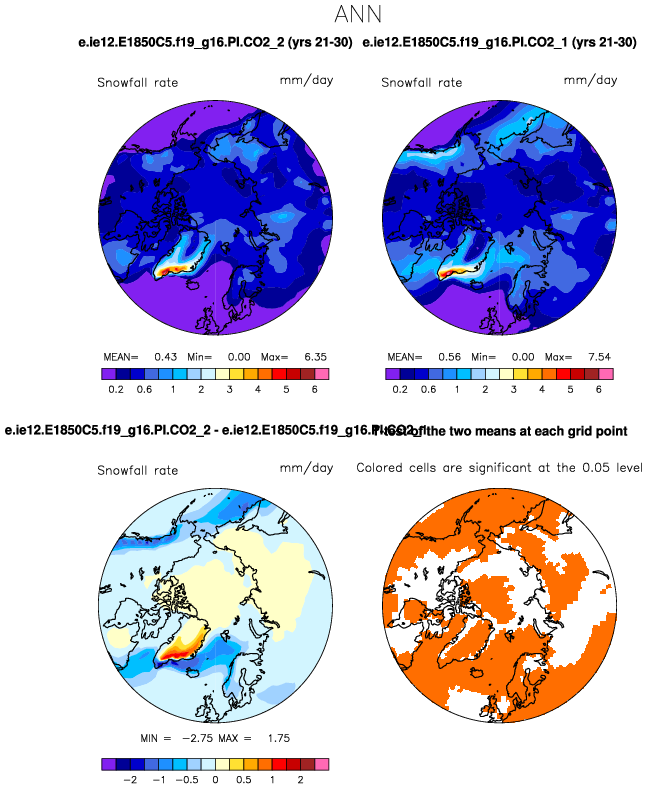 ANN
e.ie12.E1850C5.f19_g16.PI.CO2_2 (yrs 21-30) e.ie12.E1850C5.f19_g16.PI.CO2_1 (yrs 21-30)
Snowfall rate mm/day Snowfall rate mm/day
MEAN= 0.43 Min= 0.00 Max= 6.35 MEAN= 0.56 Min= 0.00 Max= 7.54
0.2 0.6 1 2 3 4 5 6 0.2 0.6 1 2 3 4 5 6
e.ie12.E1850C5.f19_g16.PI.CO2_2 - e.ie12.E1850C5.f19_g16.PI.CO2_1 of the two means at each grid point
Snowfall rate mm/day Colored cells are significant at the 0.05 level
MIN = -2.75 MAX = 1.75
-2 -1 -0.5 0 0.5 1 2